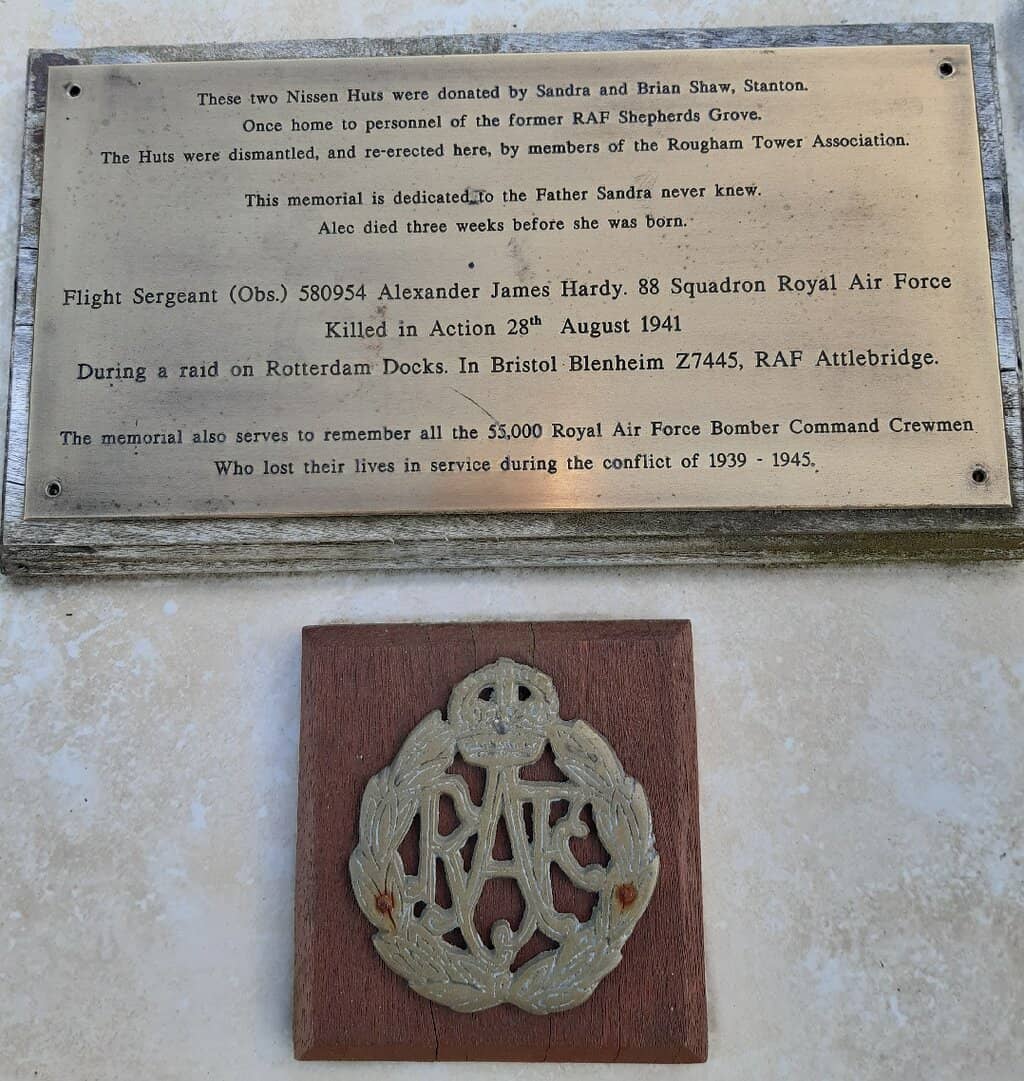 These two Nissen Huts were donated by Sandra and Brian Shaw, Stanton.
Once home to personnel of the former RAF Shepherds Grove.
The Huts were dismantled, and re-erected here, by members of the Rougham Tower Association.
This memorial is dedicated to the Father Sandra never knew.
Alec died three weeks before she was born.
Flight Sergeant (Obs.) 580954 Alexander James Hardy. 88 Squadron Royal Air Force
Killed in Action 28th August 1941
During a raid on Rotterdam Docks. In Bristol Blenheim Z7445, RAF Attlebridge.
The memorial also serves to remember all the 55,000 Royal Air Force Bomber Command Crewmen
Who lost their lives in service during the conflict of 1939 - 1945.
RAF